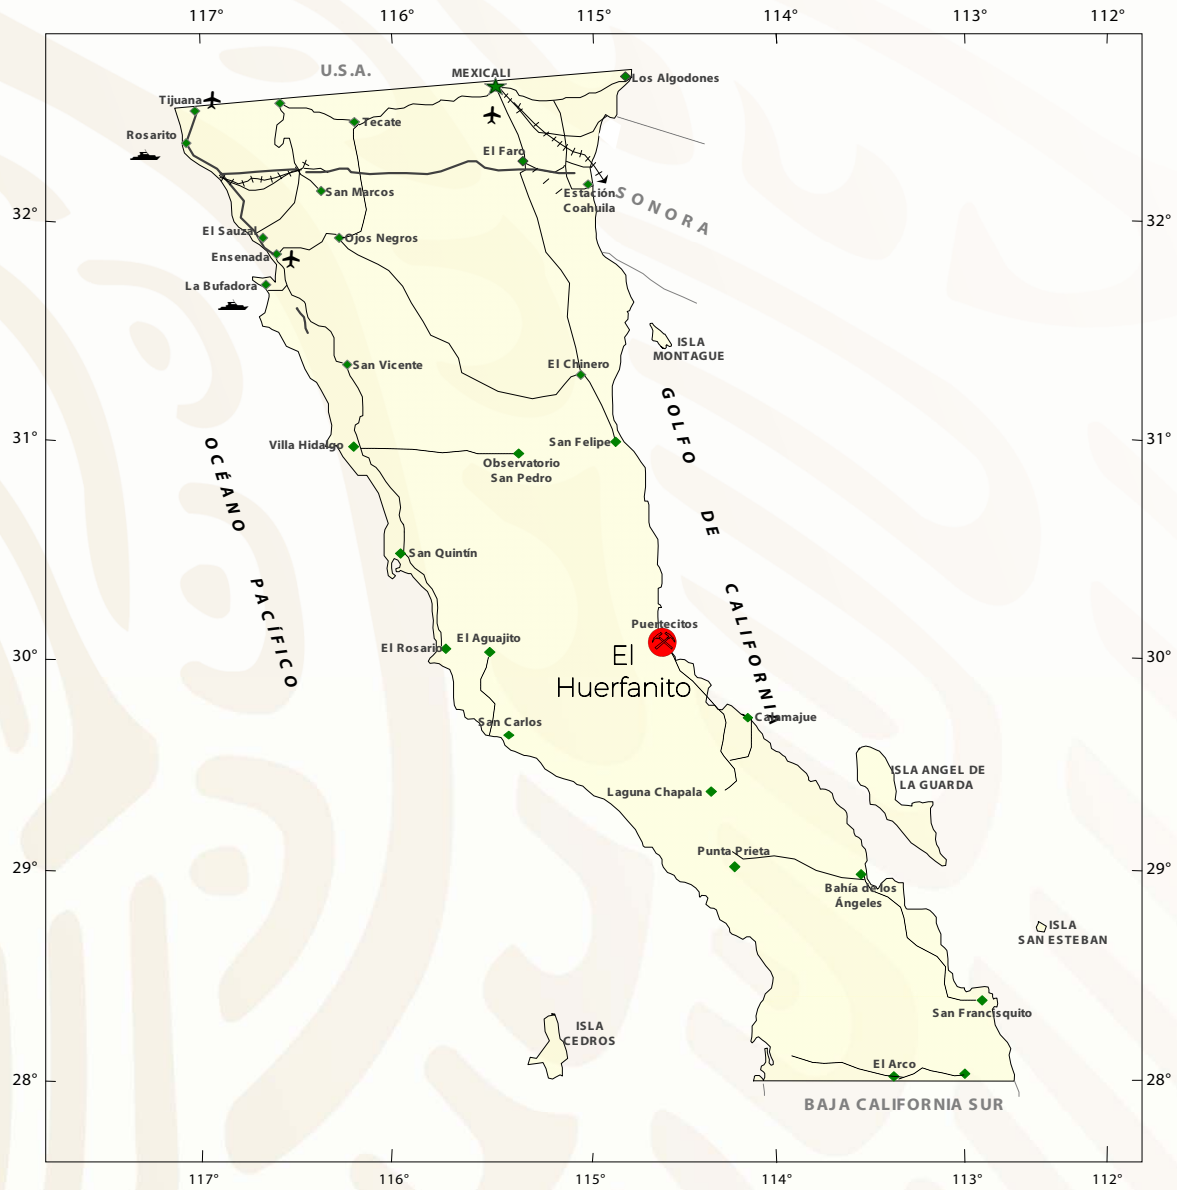 117°
116°
115°
114°
113°
112°
U.S.A.
MEXICALI
Los Algodones
Tijuana
Tecate
Rosarito
El Faro
San Marcos
Estación
Coahuila
SONORA
32°
32°
El Sauzal
Ojos Negros
Ensenada
La Bufadora
ISLA
MONTAGUE
San Vicente
El Chinero
GOLFO DE CALIFORNIA
OCÉANO PACÍFICO
31°
31°
Villa Hidalgo
San Felipe
Observatorio
San Pedro
San Quintín
Puertecitos
El Rosario
El Aguajito
30°
30°
El
Huerfanito
San Carlos
Calamajue
ISLA ANGEL DE
LA GUARDA
Laguna Chapala
Punta Prieta
29°
29°
Bahía de los
Ángeles
ISLA
SAN ESTEBAN
San Francisquito
ISLA
CEDROS
El Arco
28°
28°
BAJA CALIFORNIA SUR
117°
116°
115°
114°
113°
112°